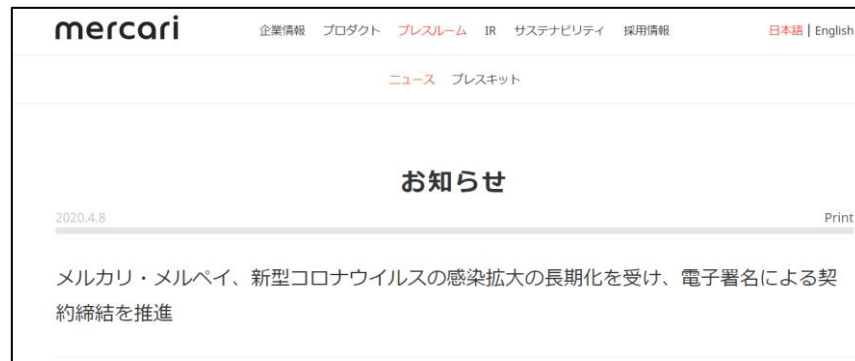 mercari
企業情報 プロダクト プレスルーム IR サステナビリティ 採用情報 日本語 | English
ニュース プレスキット
お知らせ
2020.4.8 Print
メルカリ・メルペイ、新型コロナウイルスの感染拡大の長期化を受け、電子署名による契
約締結を推進